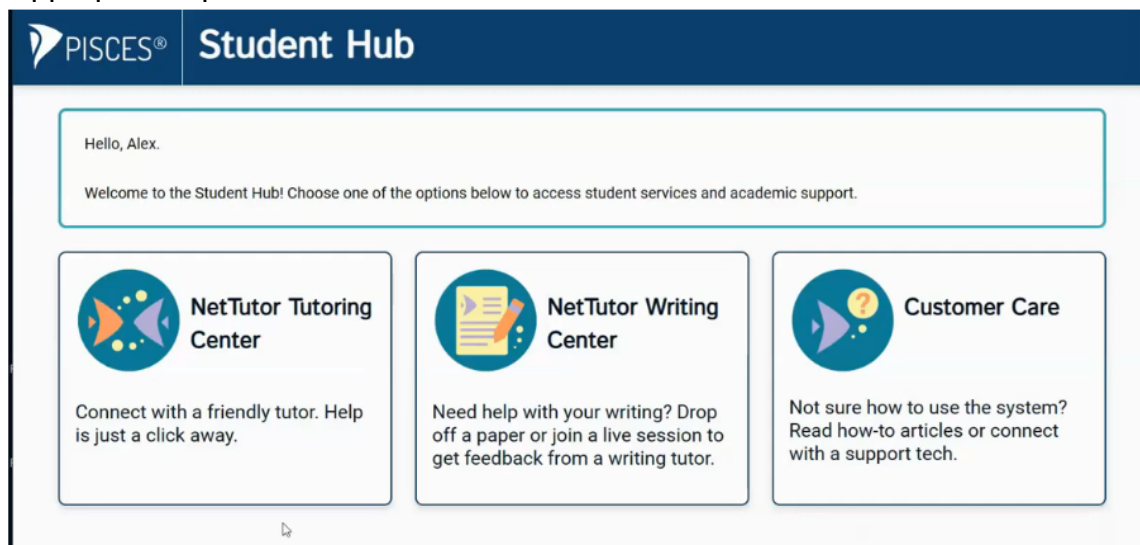 PISCES® Student Hub
Hello, Alex.
Welcome to the Student Hub! Choose one of the options below to access student services and academic support.
NetTutor Tutoring
Center
Connect with a friendly tutor. Help
is just a click away.
NetTutor Writing
Center
Need help with your writing? Drop
off a paper or join a live session to
get feedback from a writing tutor.
Customer Care
Not sure how to use the system?
Read how-to articles or connect
with a support tech.